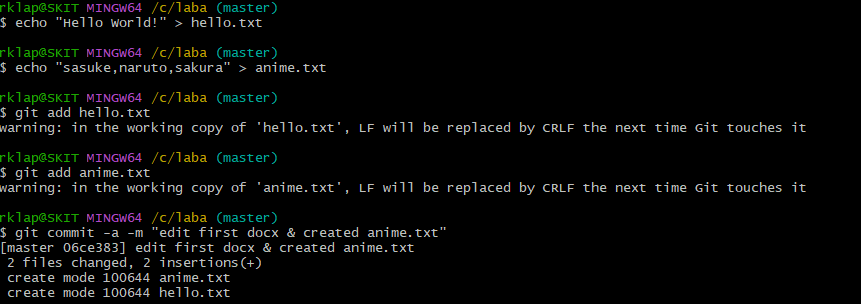 rklap@SKIT MINGW64 /c/laba (master)
$ echo "Hello World!" > hello.txt
rklap@SKIT MINGW64 /c/laba (master)
$ echo "sasuke,naruto,sakura" > anime.txt
rklap@SKIT MINGW64 /c/laba (master)
$ git add hello.txt
warning: in the working copy of 'hello.txt', LF will be replaced by CRLF the next time Git touches it
rklap@SKIT MINGW64 /c/laba (master)
$ git add anime.txt
warning: in the working copy of 'anime.txt', LF will be replaced by CRLF the next time Git touches it
rklap@SKIT MINGW64 /c/laba (master)
$ git commit -a -m "edit first docx & created anime.txt"
[master 06ce383] edit first docx & created anime.txt
 2 files changed, 2 insertions(+)
 create mode 100644 anime.txt
 create mode 100644 hello.txt